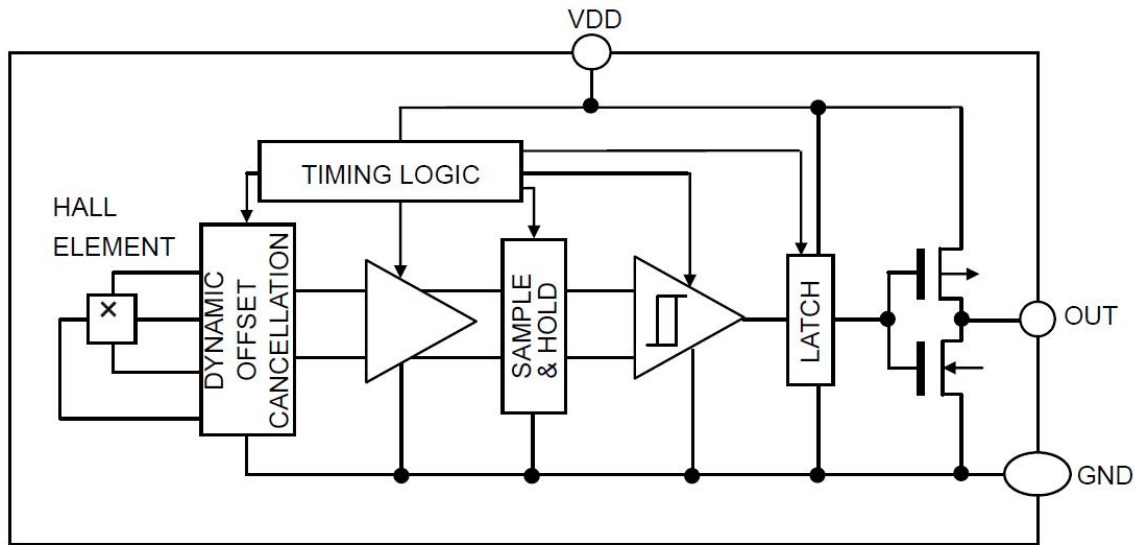 VDD
TIMING LOGIC
HALL
ELEMENT
×
DYNAMIC
OFFSET
CANCELLATION
SAMPLE
& HOLD
LATCH
OUT
GND